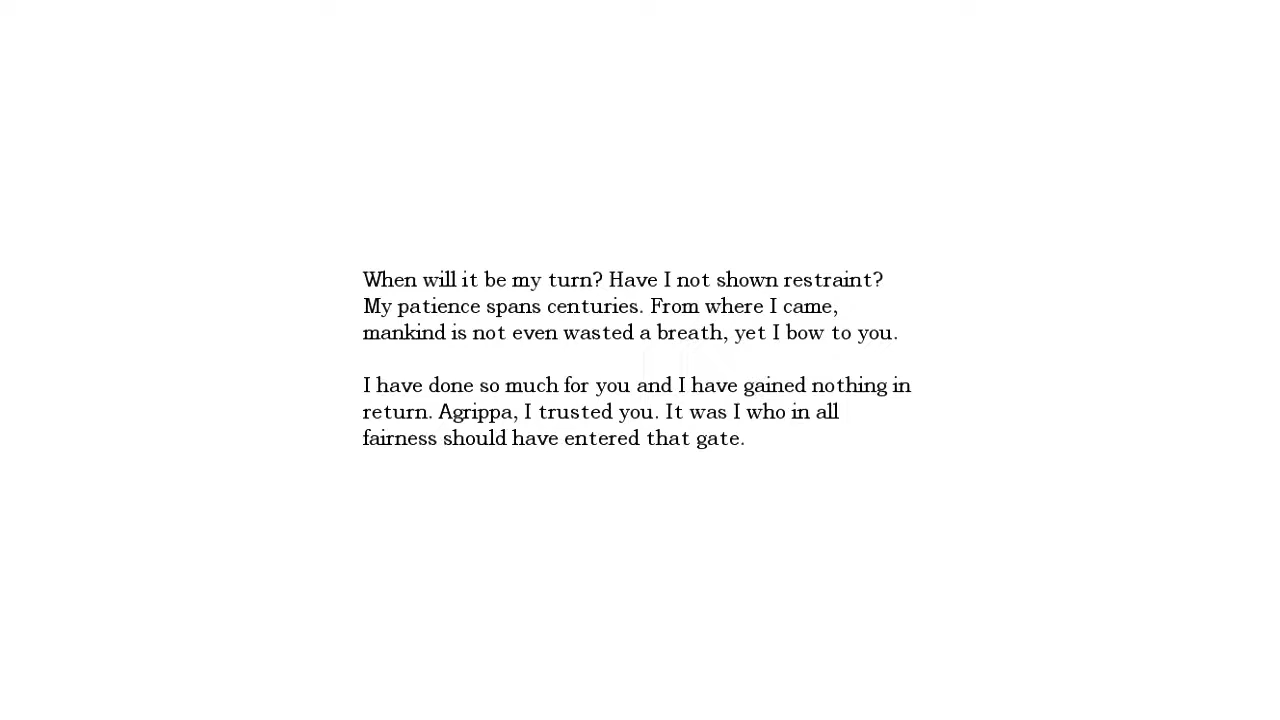 When will it be my turn? Have I not shown restraint?
My patience spans centuries. From where I came,
mankind is not even wasted a breath, yet I bow to you.
I have done so much for you and I have gained nothing in
return. Agrippa, I trusted you. It was I who in all
fairness should have entered that gate.